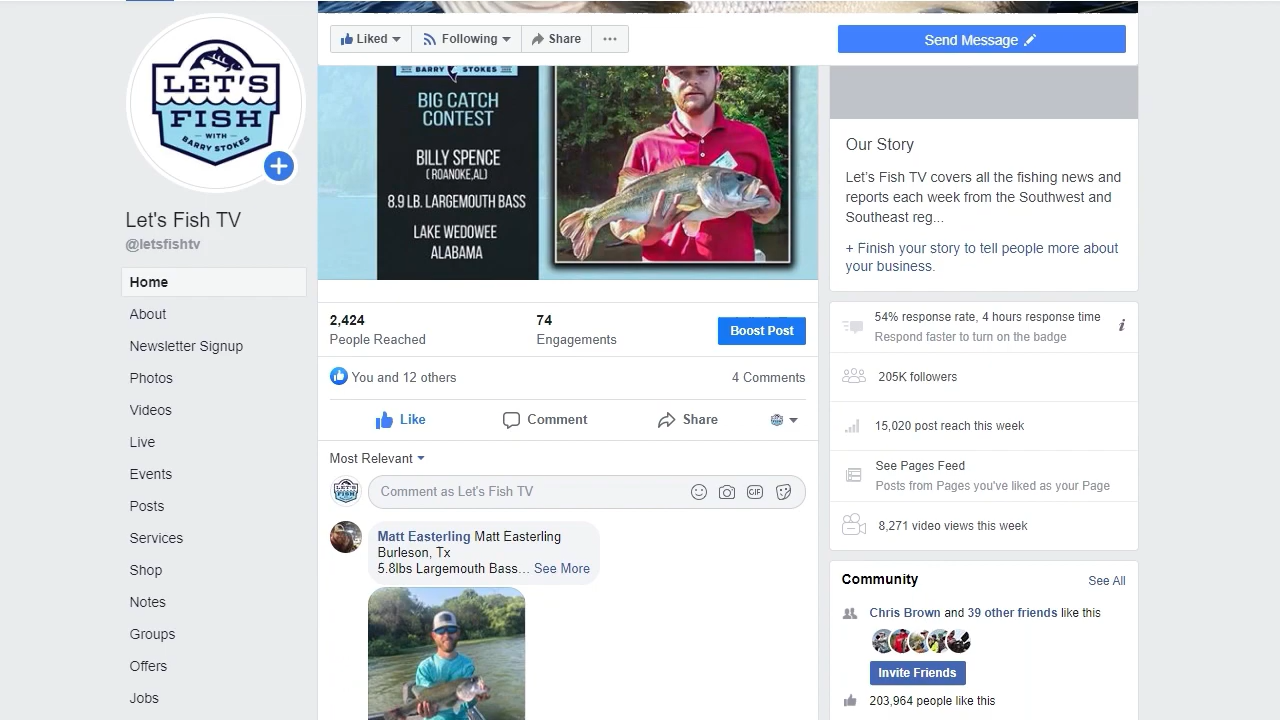 LET'S
FISH
WITH
BARRY STOKES
Let's Fish TV
@letsfishtv
Home
About
Newsletter Signup
Photos
Videos
Live
Events
Posts
Services
Shop
Notes
Groups
Offers
Jobs
Liked
Following
Share
Send Message
BARRY STOKES
BIG CATCH
CONTEST
BILLY SPENCE
( ROANOKE,AL)
8.9 LB. LARGEMOUTH BASS
LAKE WEDOWEE
ALABAMA
2,424
People Reached
74
Engagements
Boost Post
You and 12 others
4 Comments
Like
Comment
Share
Most Relevant
LET'S
FISH
Comment as Let's Fish TV
GIF
Matt Easterling Matt Easterling
Burleson, Tx
5.8lbs Largemouth Bass... See More
Our Story
Let's Fish TV covers all the fishing news and
reports each week from the Southwest and
Southeast reg...
+ Finish your story to tell people more about
your business.
54% response rate, 4 hours response time
Respond faster to turn on the badge
205K followers
15,020 post reach this week
See Pages Feed
Posts from Pages you've liked as your Page
8,271 video views this week
Community
See All
Chris Brown and 39 other friends like this
Invite Friends
203,964 people like this